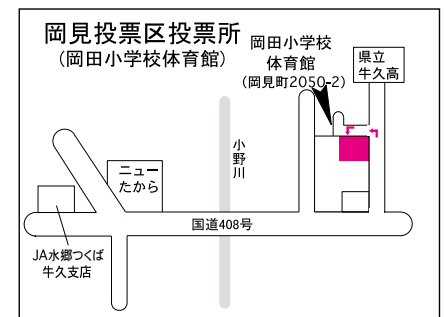 岡見投票区投票所
(岡田小学校体育館)
岡田小学校
体育館
(岡見町2050-2)
県立
牛久高
小野川
ニュー
たから
国道408号
JA水郷つくば
牛久支店